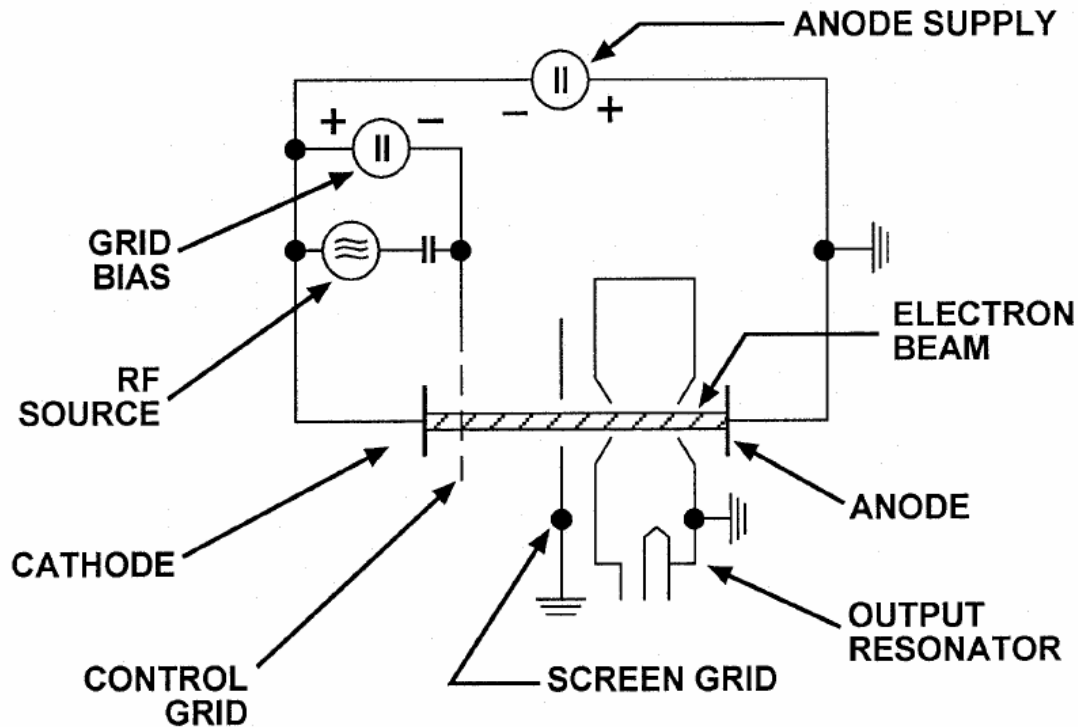 ANODE SUPPLY
+
−
−
+
GRID
BIAS
RF
SOURCE
ELECTRON
BEAM
ANODE
CATHODE
OUTPUT
RESONATOR
CONTROL
GRID
SCREEN GRID